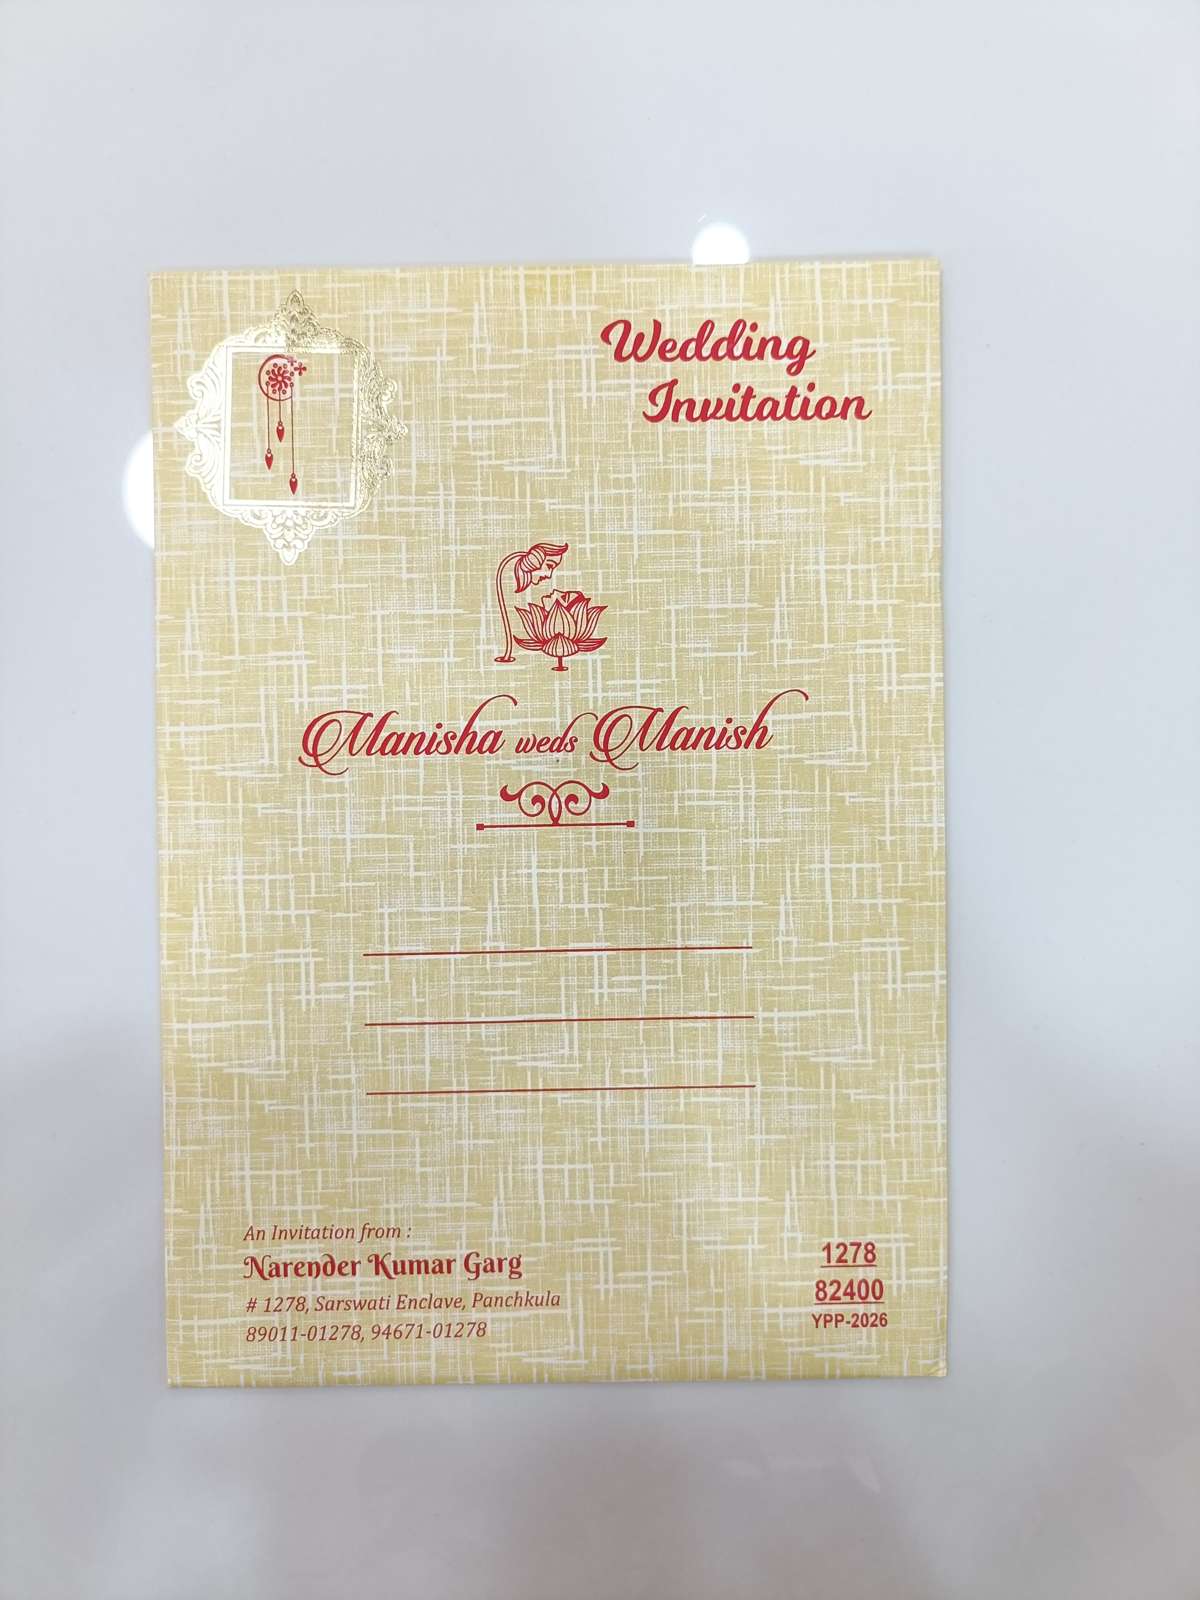 Wedding
Invitation
Manisha weds Manish
An Invitation from :
Narender Kumar Garg
# 1278, Sarswati Enclave, Panchkula
89011-01278, 94671-01278
1278
82400
YPP-2026